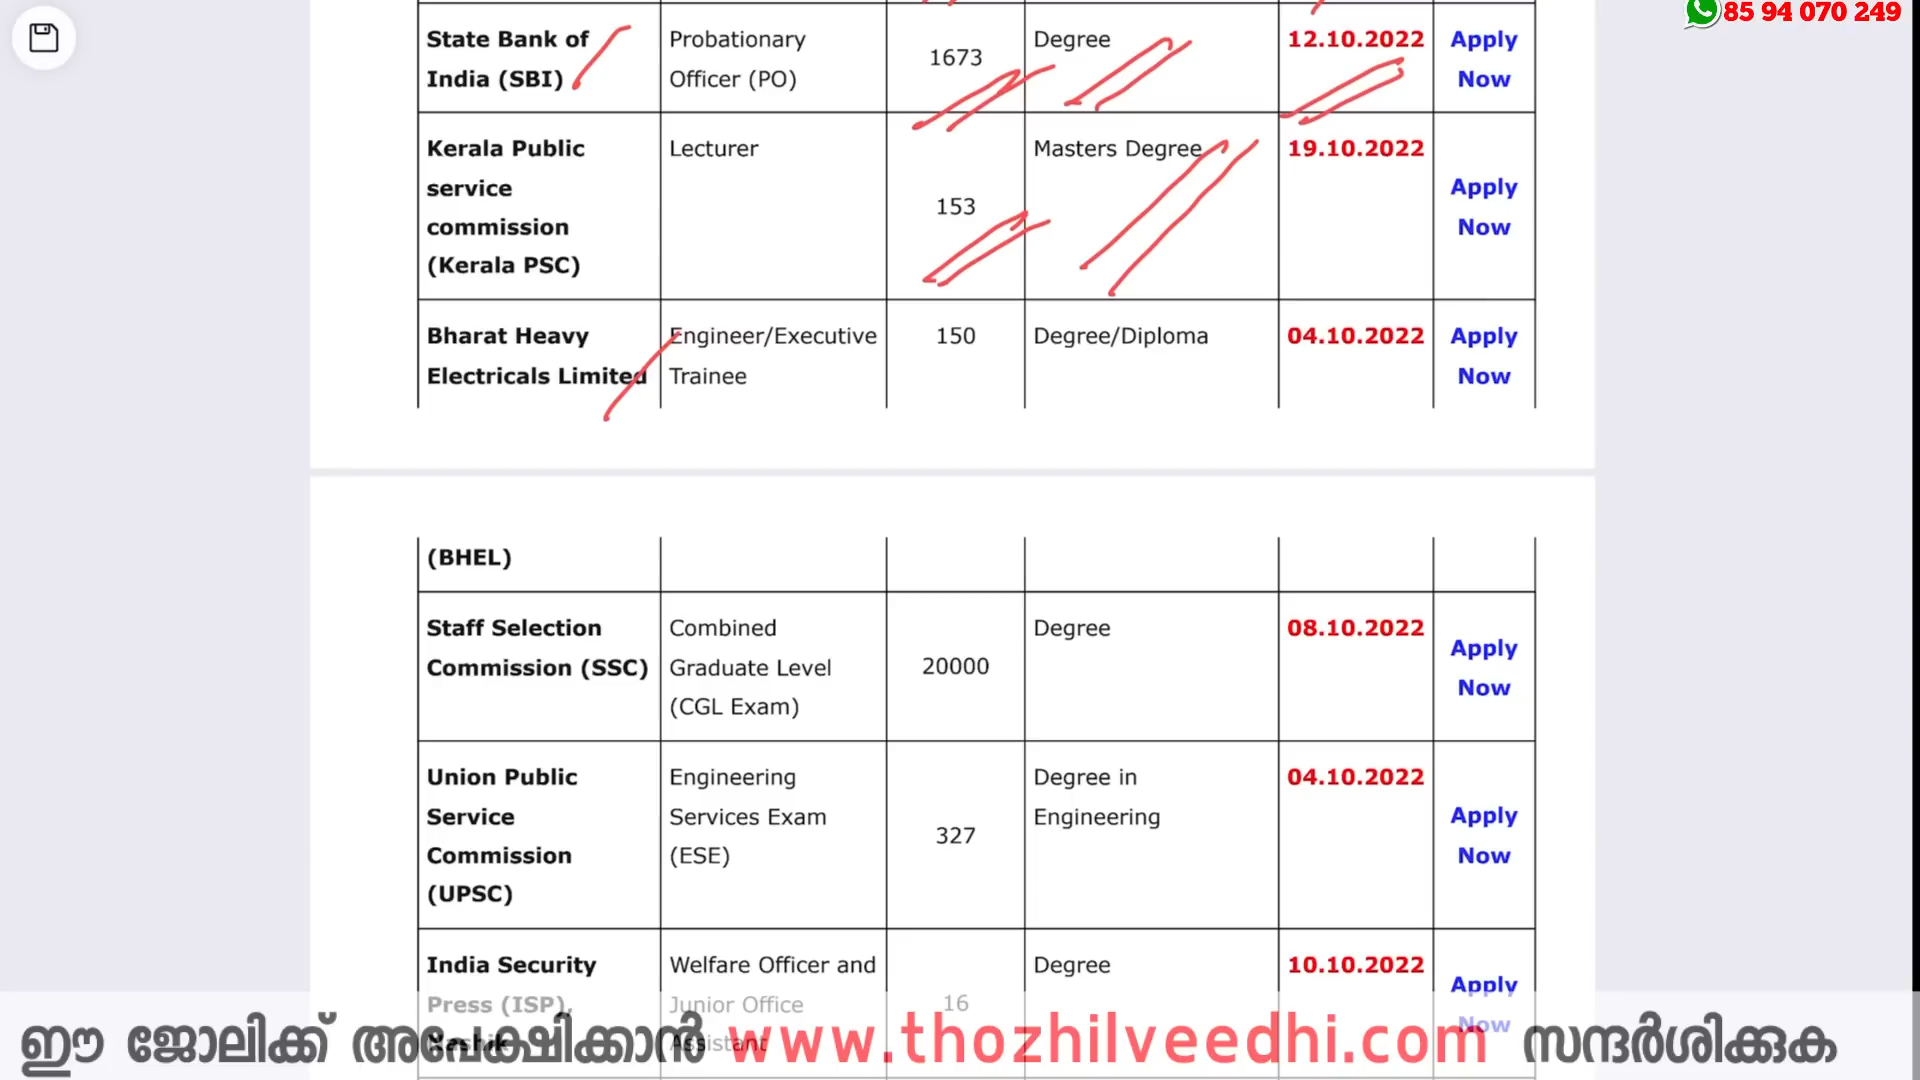 85 94 070 249
State Bank of India (SBI) Probationary Officer (PO) 1673 Degree 12.10.2022 Apply Now
Kerala Public service commission (Kerala PSC) Lecturer 153 Masters Degree 19.10.2022 Apply Now
Bharat Heavy Electricals Limited Engineer/Executive Trainee 150 Degree/Diploma 04.10.2022 Apply Now
(BHEL)
Staff Selection Commission (SSC) Combined Graduate Level (CGL Exam) 20000 Degree 08.10.2022 Apply Now
Union Public Service Commission (UPSC) Engineering Services Exam (ESE) 327 Degree in Engineering 04.10.2022 Apply Now
India Security Press (ISP), Nashik Welfare Officer and Junior Office Assistant 16 Degree 10.10.2022 Apply Now
ഈ ജോലിക്ക് അപേക്ഷിക്കാൻ www.thozhilveedhi.com സന്ദർശിക്കുക